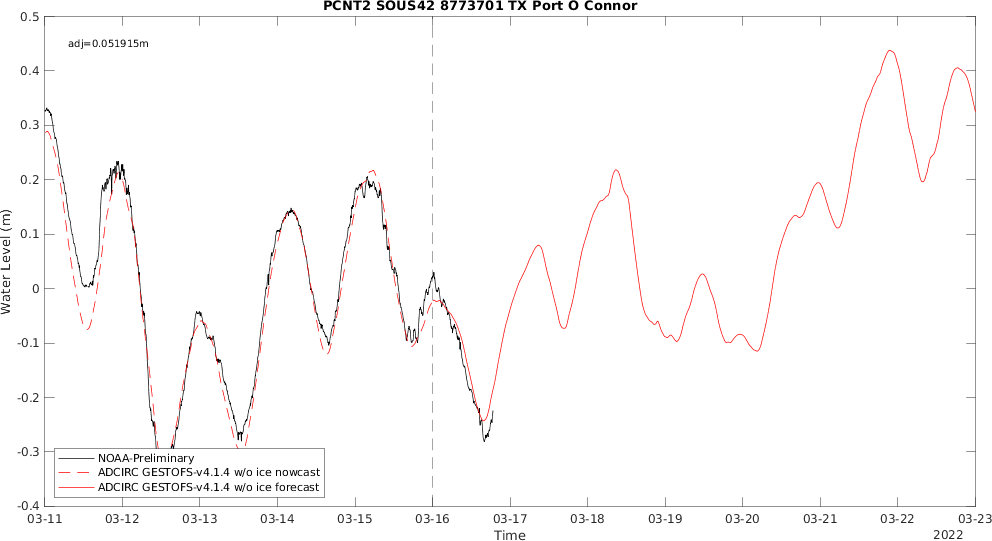 PCNT2 SOUS42 8773701 TX Port O Connor
adj=0.051915m
Water Level (m)
0.5
0.4
0.3
0.2
0.1
0
-0.1
-0.2
-0.3
-0.4
NOAA-Preliminary
ADCIRC GESTOFS-v4.1.4 w/o ice nowcast
ADCIRC GESTOFS-v4.1.4 w/o ice forecast
03-11 03-12 03-13 03-14 03-15 03-16 03-17 03-18 03-19 03-20 03-21 03-22 03-23
Time
2022